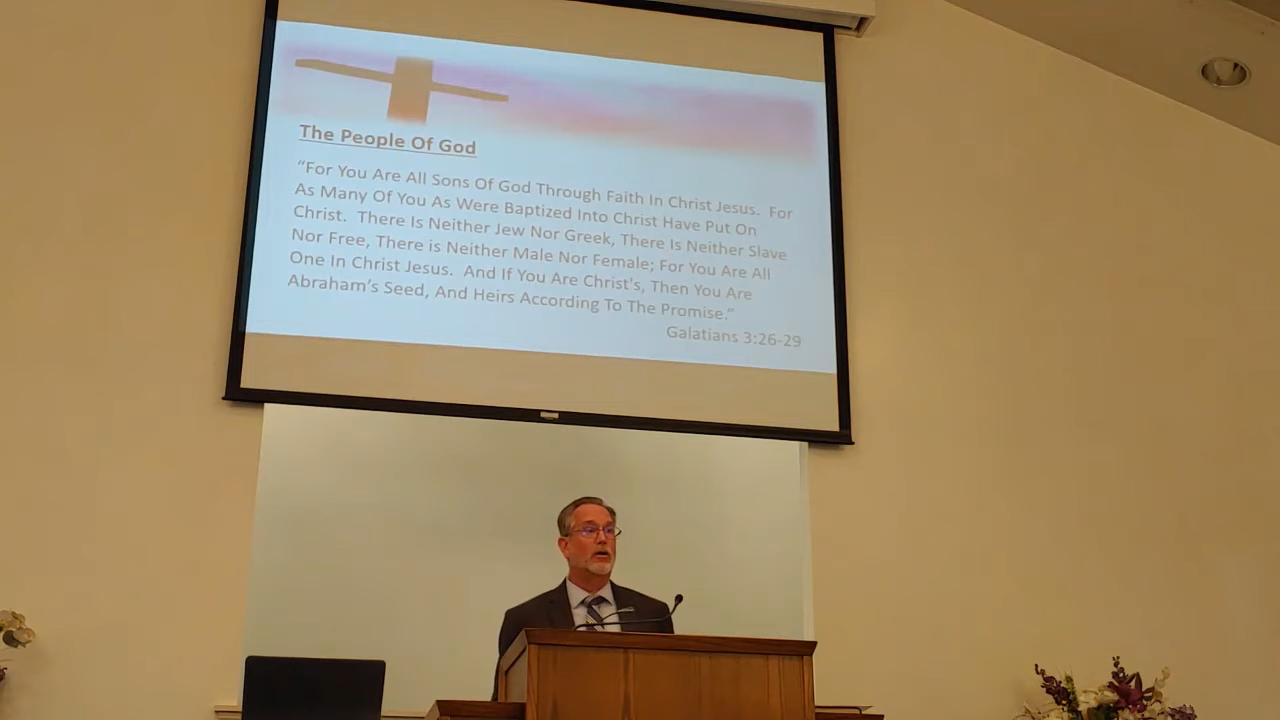 The People Of God
“For You Are All Sons Of God Through Faith In Christ Jesus.  For
As Many Of You As Were Baptized Into Christ Have Put On
Christ.  There Is Neither Jew Nor Greek, There Is Neither Slave
Nor Free, There is Neither Male Nor Female; For You Are All
One In Christ Jesus.  And If You Are Christ's, Then You Are
Abraham’s Seed, And Heirs According To The Promise.”
Galatians 3:26-29